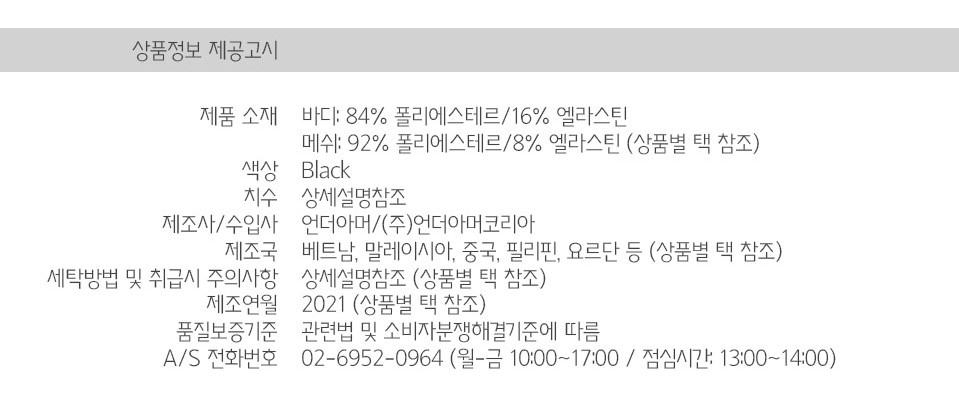 상품정보 제공고시
제품 소재 바디: 84% 폴리에스테르/16% 엘라스틴
메쉬: 92% 폴리에스테르/8% 엘라스틴 (상품별 택 참조)
색상 Black
치수 상세설명참조
제조사/수입사 언더아머/(주)언더아머코리아
제조국 베트남, 말레이시아, 중국, 필리핀, 요르단 등 (상품별 택 참조)
세탁방법 및 취급시 주의사항 상세설명참조 (상품별 택 참조)
제조연월 2021 (상품별 택 참조)
품질보증기준 관련법 및 소비자분쟁해결기준에 따름
A/S 전화번호 02-6952-0964 (월-금 10:00~17:00 / 점심시간: 13:00~14:00)